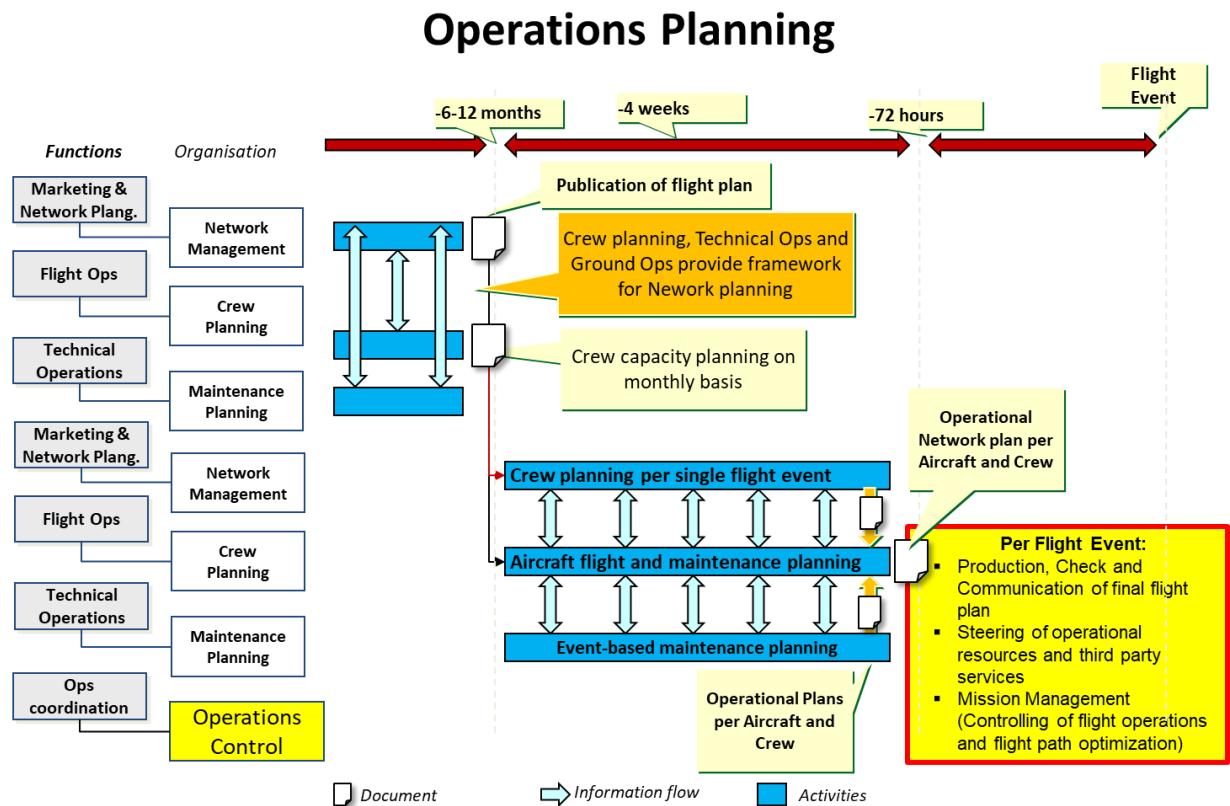 Operations Planning
Flight
Event
-6-12 months
-4 weeks
-72 hours
Functions
Organisation
Marketing &
Network Plang.
Network
Management
Flight Ops
Crew
Planning
Technical
Operations
Maintenance
Planning
Marketing &
Network Plang.
Network
Management
Flight Ops
Crew
Planning
Technical
Operations
Maintenance
Planning
Ops
coordination
Operations
Control
Publication of flight plan
Crew planning, Technical Ops and
Ground Ops provide framework
for Nework planning
Crew capacity planning on
monthly basis
Operational
Network plan per
Aircraft and Crew
Crew planning per single flight event
Aircraft flight and maintenance planning
Event-based maintenance planning
Operational Plans
per Aircraft and
Crew
Per Flight Event:
▪ Production, Check and
Communication of final flight
plan
▪ Steering of operational
resources and third party
services
▪ Mission Management
(Controlling of flight operations
and flight path optimization)
Document
Information flow
Activities